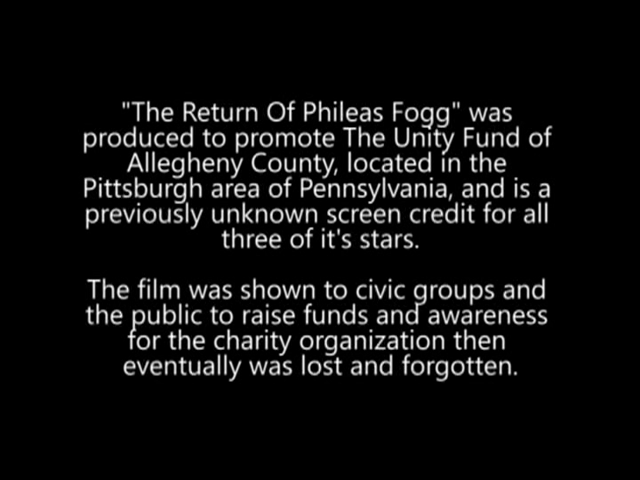 "The Return Of Phileas Fogg" was
produced to promote The Unity Fund of
Allegheny County, located in the
Pittsburgh area of Pennsylvania, and is a
previously unknown screen credit for all
three of it's stars.
The film was shown to civic groups and
the public to raise funds and awareness
for the charity organization then
eventually was lost and forgotten.